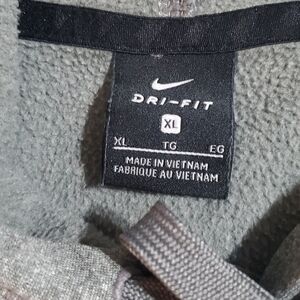 DRI-FIT
XL
XL TG EG
MADE IN VIETNAM
FABRIQUE AU VIETNAM